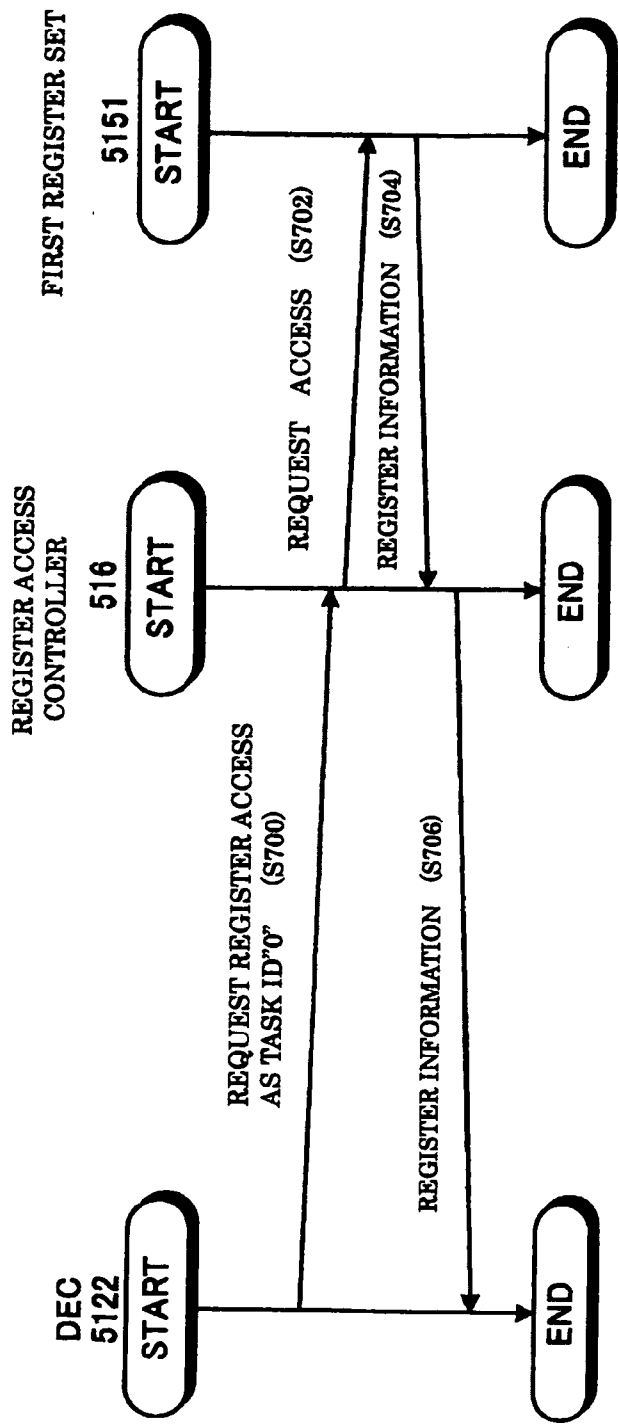 DEC
5122
START
REGISTER ACCESS
CONTROLLER
516
START
FIRST REGISTER SET
5151
START
REQUEST REGISTER ACCESS
AS TASK ID"0" (S700)
REQUEST ACCESS (S702)
REGISTER INFORMATION (S704)
REGISTER INFORMATION (S706)
END
END
END